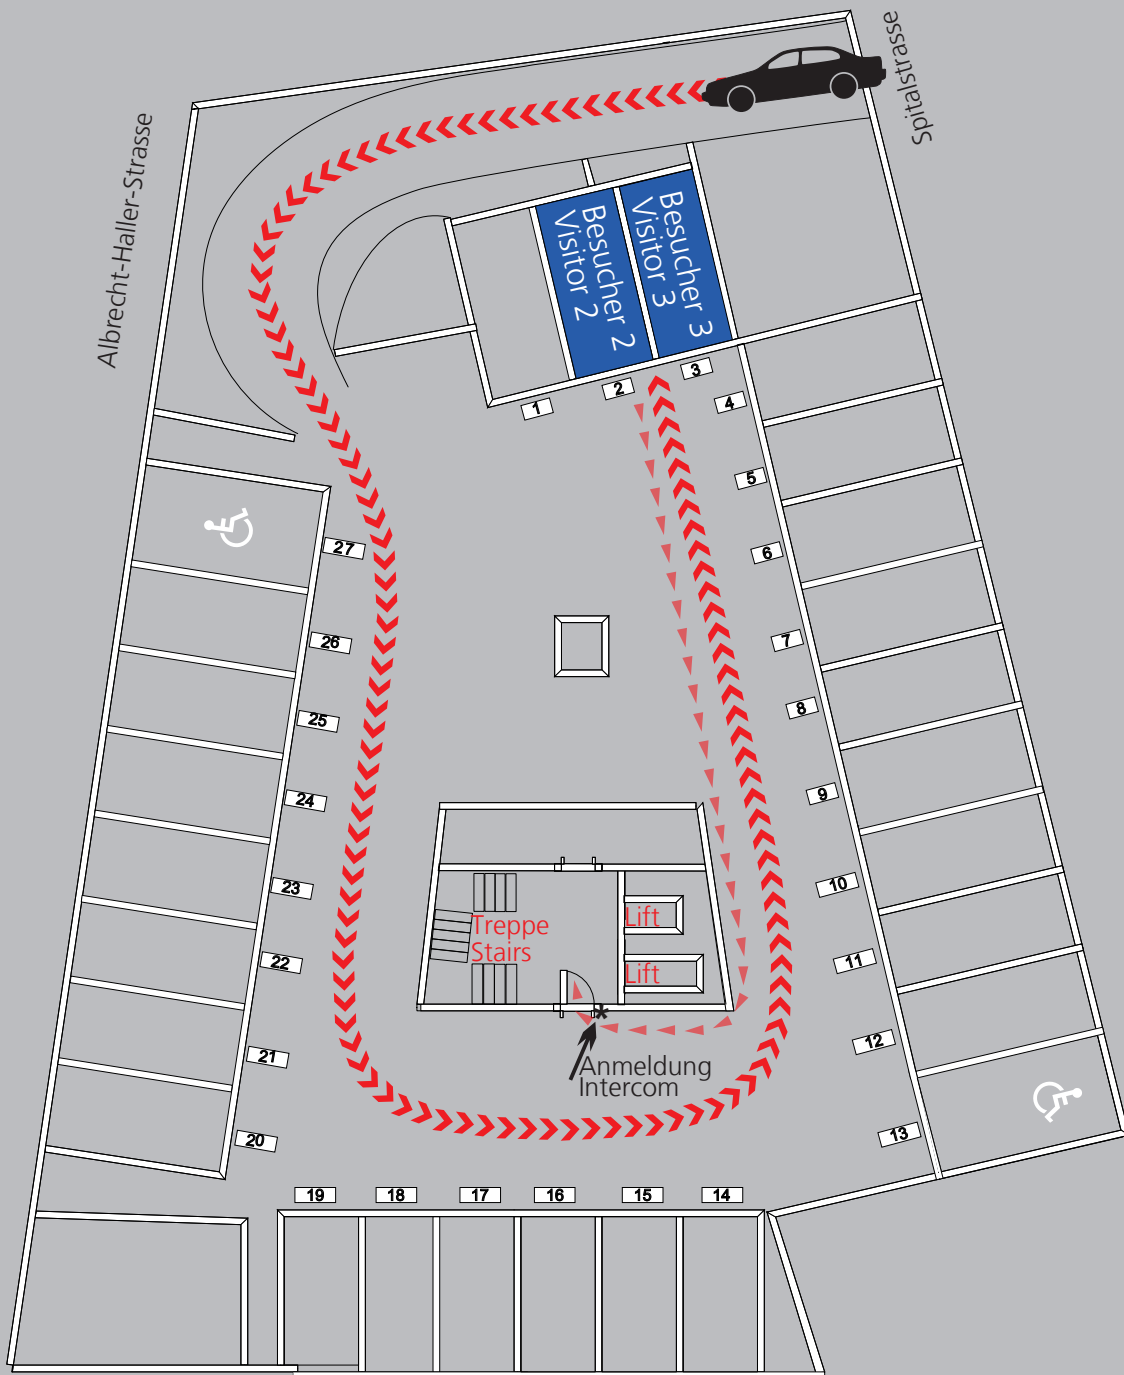 Spitalstrasse
Albrecht-Haller-Strasse
Besucher 2
Visitor 2
Besucher 3
Visitor 3
1
2
3
4
5
6
7
8
9
10
11
12
13
14
15
16
17
18
19
20
21
22
23
24
25
26
27
Treppe
Stairs
Lift
Lift
*
Anmeldung
Intercom